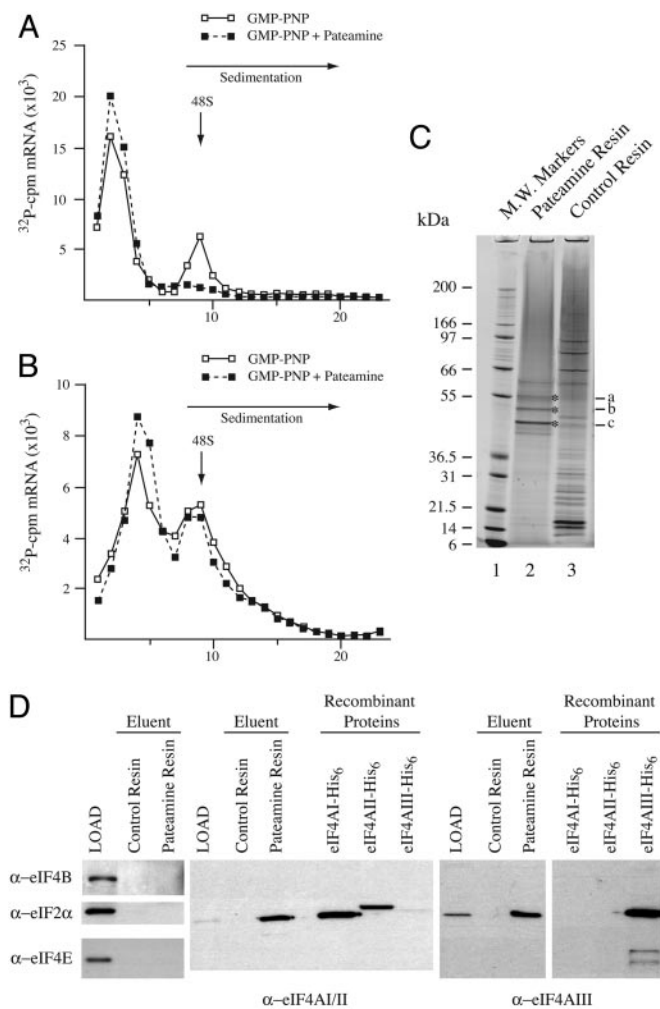 A
GMP-PNP
GMP-PNP + Pateamine
Sedimentation
48S
32P-cpm mRNA (x10^3)
25
20
15
10
5
10
20
B
GMP-PNP
GMP-PNP + Pateamine
Sedimentation
48S
32P-cpm mRNA (x10^3)
10
8
6
4
2
10
20
C
M.W. Markers
Pateamine Resin
Control Resin
kDa
200
166
97
66
55
36.5
31
21.5
14
6
* a
* b
* c
1 2 3
D
Eluent
LOAD
Control Resin
Pateamine Resin
α–eIF4B
α–eIF2α
α–eIF4E
Eluent
Recombinant Proteins
LOAD
Control Resin
Pateamine Resin
eIF4AI-His6
eIF4AII-His6
eIF4AIII-His6
α–eIF4AI/II
Eluent
Recombinant Proteins
LOAD
Control Resin
Pateamine Resin
eIF4AI-His6
eIF4AII-His6
eIF4AIII-His6
α–eIF4AIII